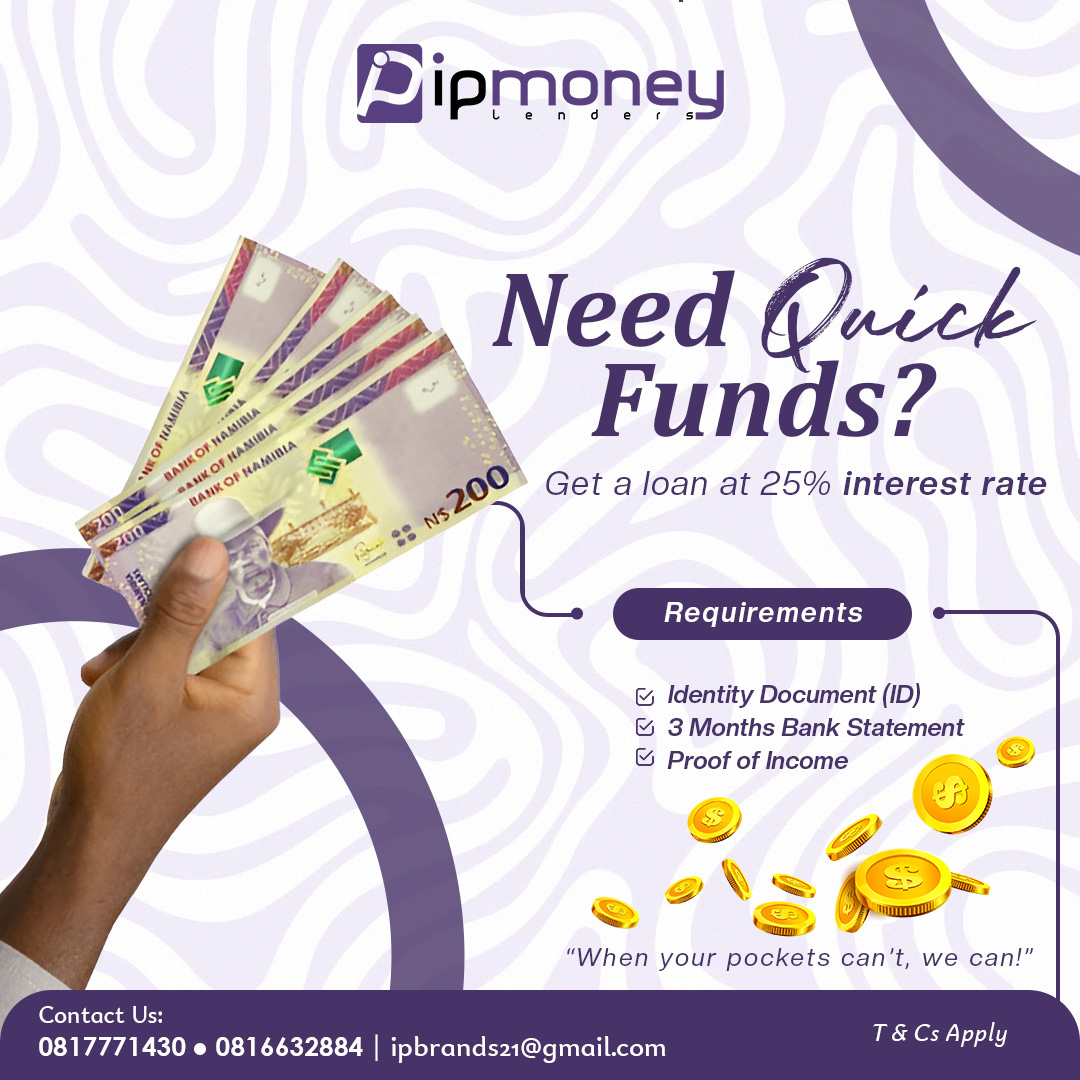 ipmoney
lenders
Need Quick
Funds?
Get a loan at 25% interest rate
BANK OF NAMIBIA
BANK OF NAMIBIA
BANK OF NAMIBIA
200
200
N$200
Requirements
Identity Document (ID)
3 Months Bank Statement
Proof of Income
“When your pockets can't, we can!”
Contact Us:
0817771430 ● 0816632884 | ipbrands21@gmail.com
T & Cs Apply